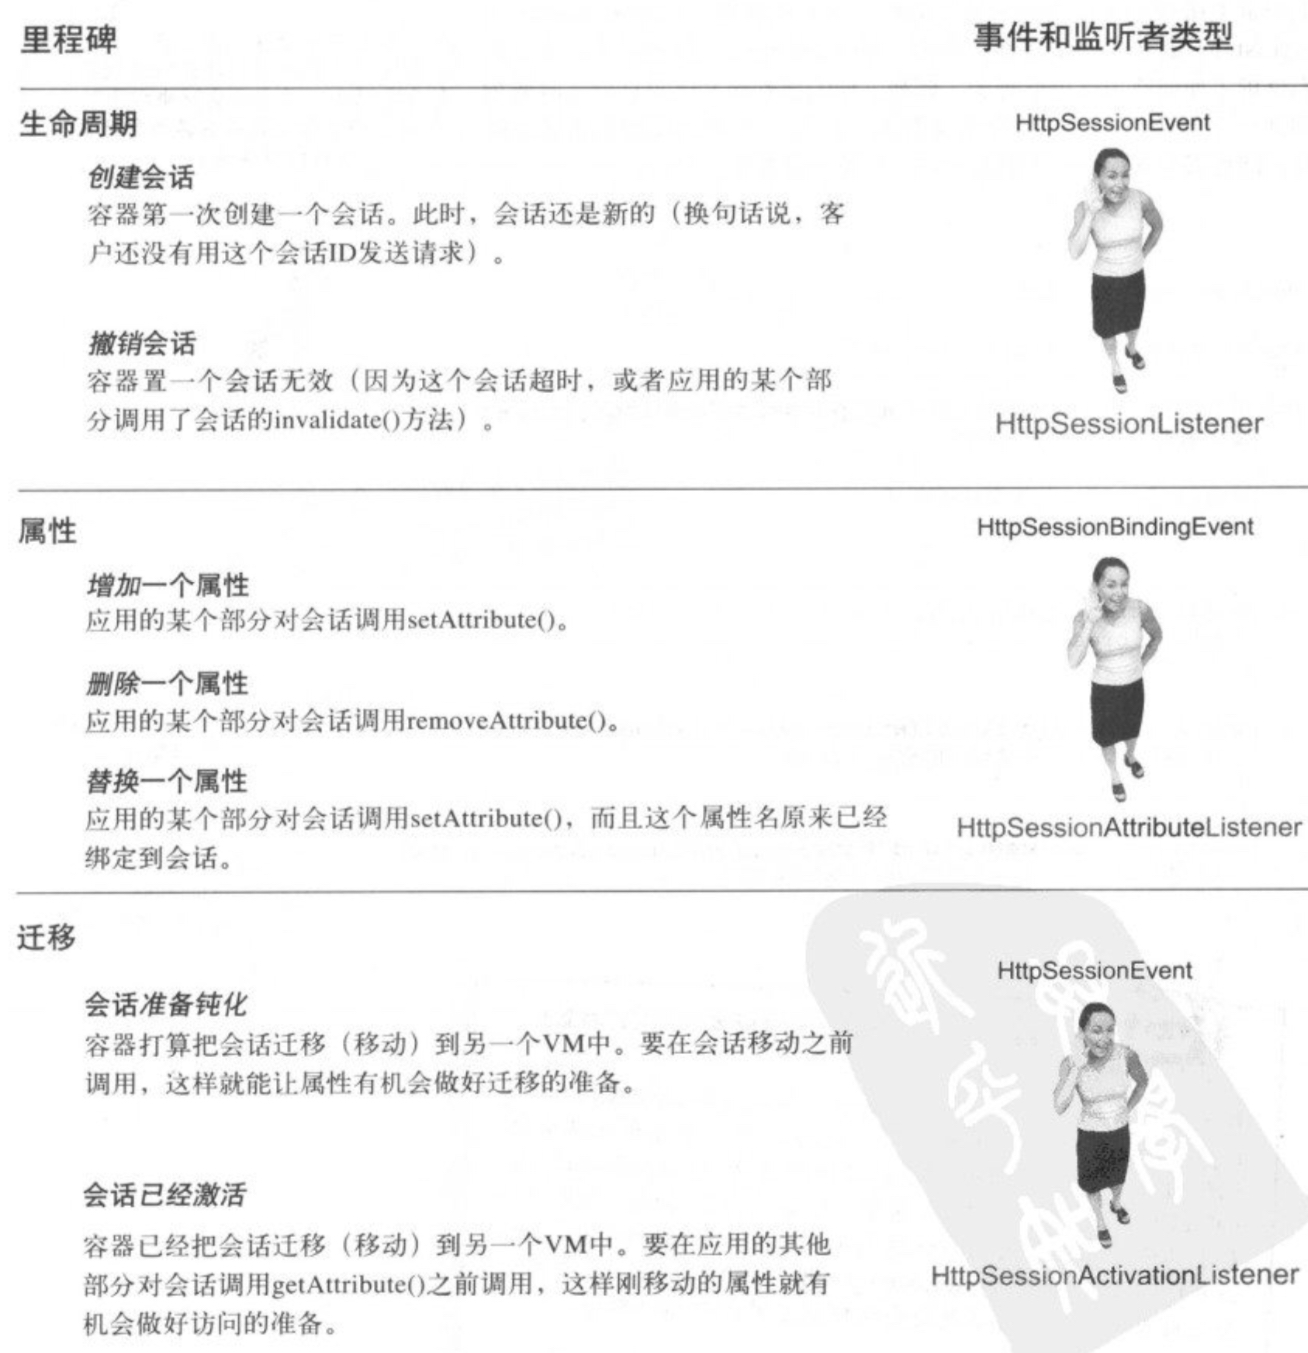 里程碑
事件和监听者类型
生命周期
HttpSessionEvent
创建会话
容器第一次创建一个会话。此时，会话还是新的（换句话说，客
户还没有用这个会话ID发送请求）。
撤销会话
容器置一个会话无效（因为这个会话超时，或者应用的某个部
分调用了会话的invalidate()方法）。
HttpSessionListener
属性
HttpSessionBindingEvent
增加一个属性
应用的某个部分对会话调用setAttribute()。
删除一个属性
应用的某个部分对会话调用removeAttribute()。
替换一个属性
应用的某个部分对会话调用setAttribute()，而且这个属性名原来已经
绑定到会话。
HttpSessionAttributeListener
迁移
HttpSessionEvent
会话准备钝化
容器打算把会话迁移（移动）到另一个VM中。要在会话移动之前
调用，这样就能让属性有机会做好迁移的准备。
会话已经激活
容器已经把会话迁移（移动）到另一个VM中。要在应用的其他
部分对会话调用getAttribute()之前调用，这样刚移动的属性就有
机会做好访问的准备。
HttpSessionActivationListener